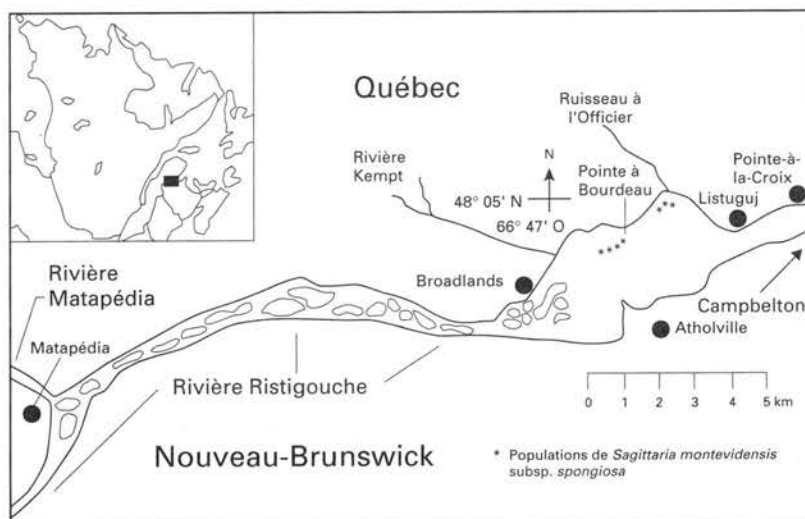 Québec
Ruisseau à
l'Officier
Pointe-à-
la-Croix
Rivière
Kempt
N
Pointe à
Bourdeau
Listuguj
48° 05' N
66° 47' O
Rivière
Matapédia
Broadlands
Campbelton
Matapédia
Atholville
Rivière Ristigouche
0 1 2 4 5 km
Nouveau-Brunswick
* Populations de Sagittaria montevidensis
subsp. spongiosa